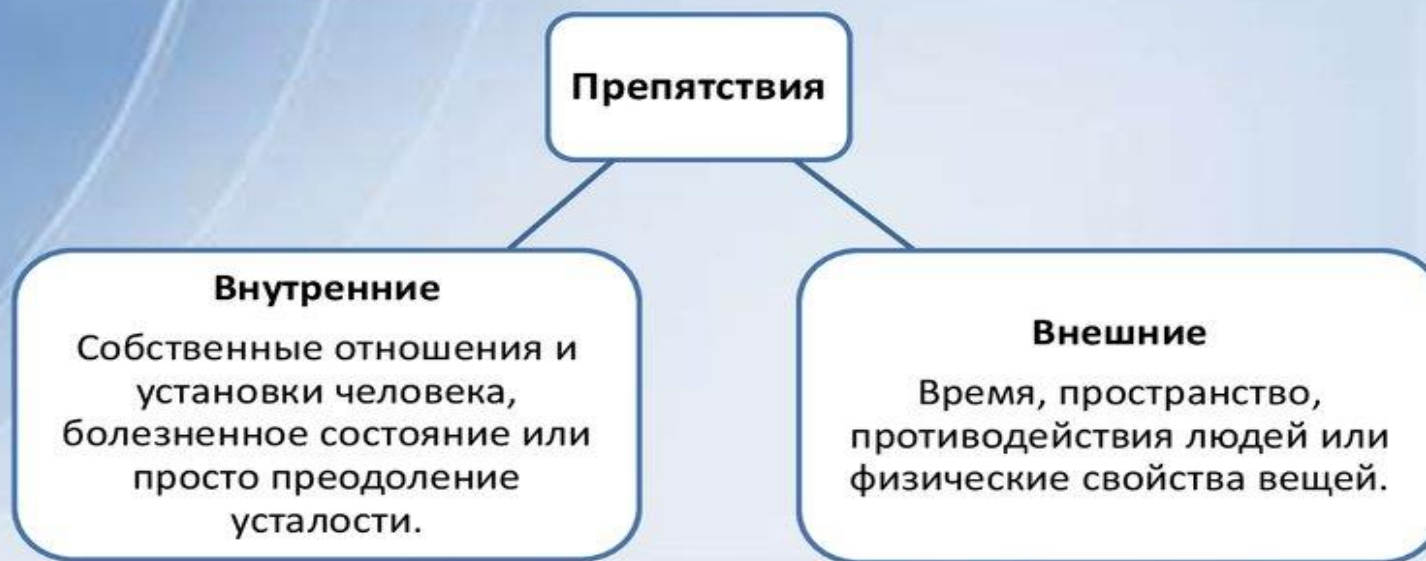 Препятствия
Внутренние
Собственные отношения и
установки человека,
болезненное состояние или
просто преодоление
усталости.
Внешние
Время, пространство,
противодействия людей или
физические свойства вещей.